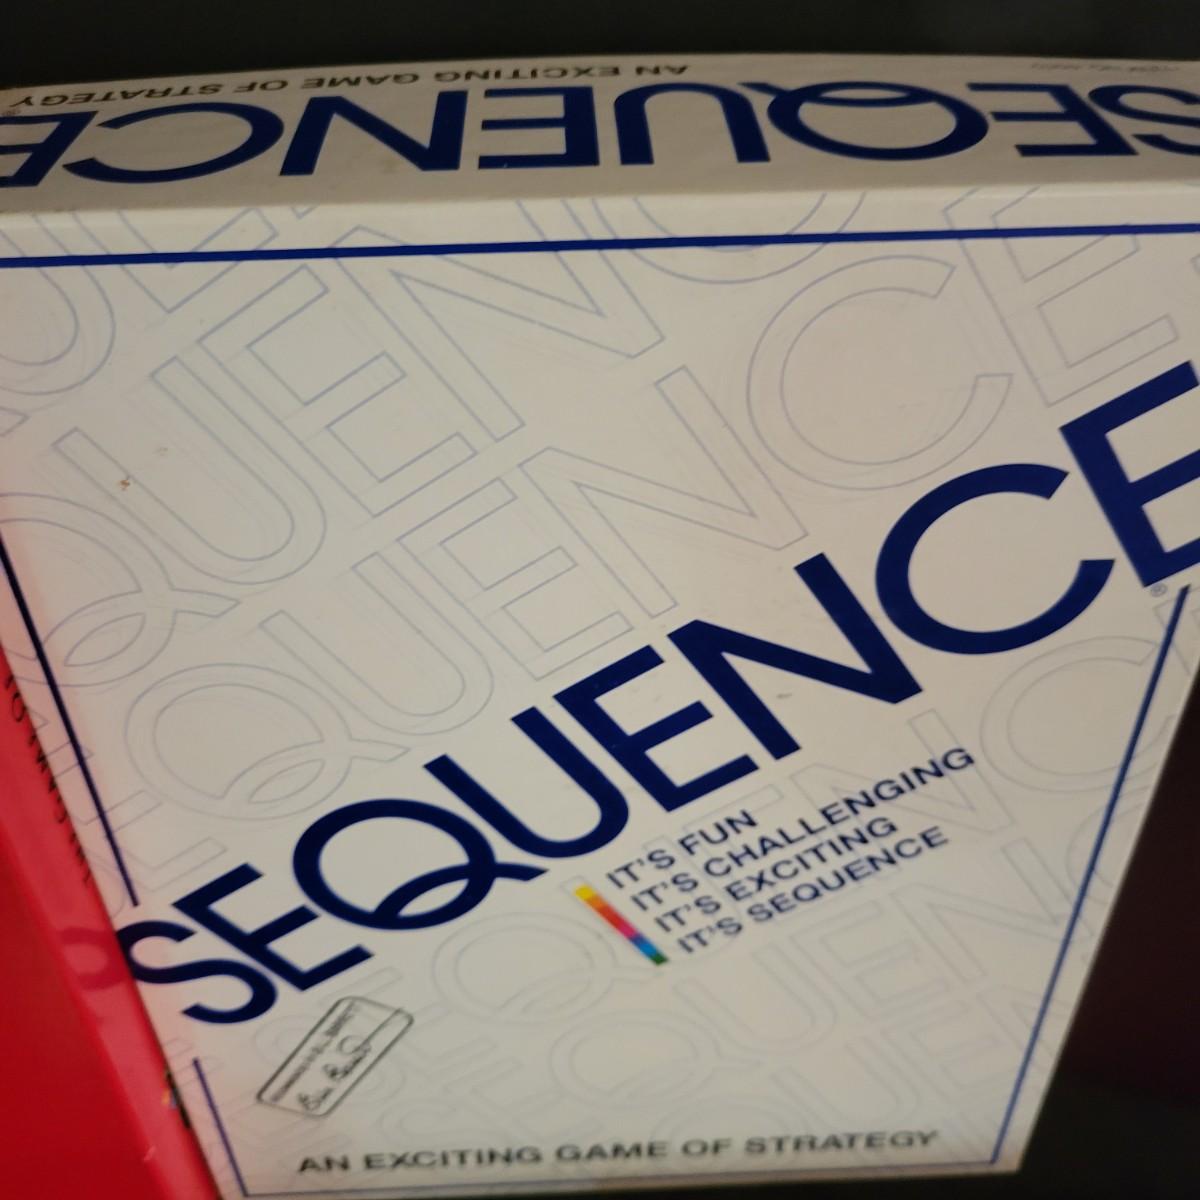 AN EXCITING GAME OF STRATEGY
SEQUENCE
SEQUENCE®
IT'S FUN
IT'S CHALLENGING
IT'S EXCITING
IT'S SEQUENCE
AN EXCITING GAME OF STRATEGY